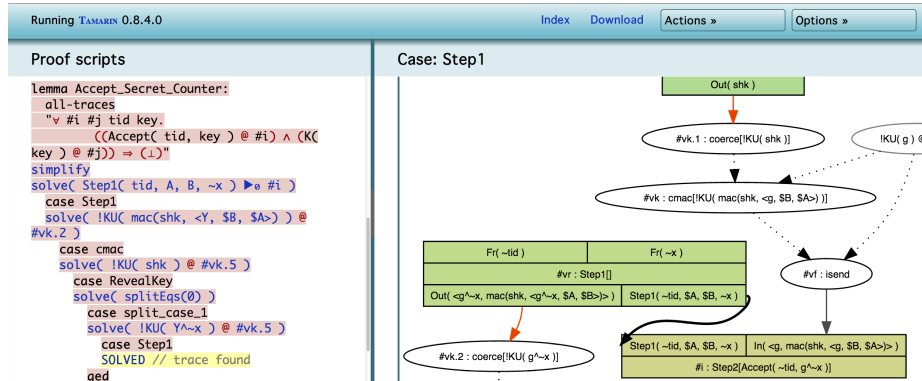 Running TAMARIN 0.8.4.0
Index Download Actions » Options »
Proof scripts
lemma Accept_Secret_Counter:
all-traces
"∀ #i #j tid key.
((Accept( tid, key ) @ #i) ∧ (K(
key ) @ #j)) ⇒ (⊥)"
simplify
solve( Step1( tid, A, B, ~x ) ▶₀ #i )
case Step1
solve( !KU( mac(shk, <Y, $B, $A>) ) @
#vk.2 )
case cmac
solve( !KU( shk ) @ #vk.5 )
case RevealKey
solve( splitEqs(0) )
case split_case_1
solve( !KU( Y^~x ) @ #vk.5 )
case Step1
SOLVED // trace found
qed
Case: Step1
Out( shk )
#vk.1 : coerce[!KU( shk )]
!KU( g ) @
#vk : cmac[!KU( mac(shk, <g, $B, $A>) )]
Fr( ~tid ) Fr( ~x )
#vr : Step1[]
Out( <g^~x, mac(shk, <g^~x, $A, $B>)> ) Step1( ~tid, $A, $B, ~x )
#vf : isend
#vk.2 : coerce[!KU( g^~x )]
Step1( ~tid, $A, $B, ~x ) In( <g, mac(shk, <g, $B, $A>)> )
#i : Step2[Accept( ~tid, g^~x )]